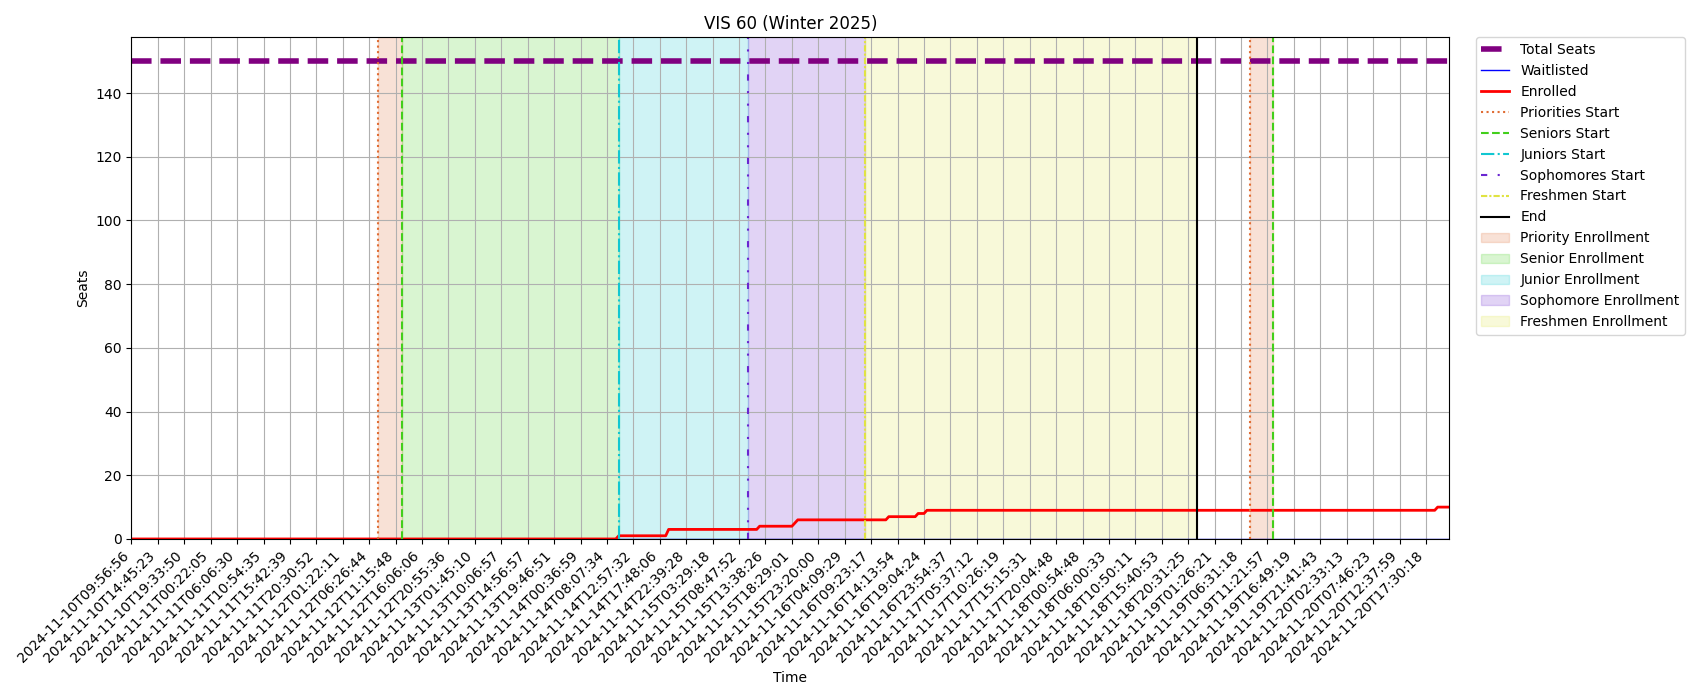 VIS 60 (Winter 2025)
Seats
140
120
100
80
60
40
20
0
2024-11-10T09:56:56
2024-11-10T14:45:23
2024-11-10T19:33:50
2024-11-11T00:22:05
2024-11-11T06:06:30
2024-11-11T10:54:35
2024-11-11T15:42:39
2024-11-11T20:30:52
2024-11-12T01:22:11
2024-11-12T06:26:44
2024-11-12T11:15:48
2024-11-12T16:06:06
2024-11-12T20:55:36
2024-11-13T01:45:10
2024-11-13T10:06:57
2024-11-13T14:56:57
2024-11-13T19:46:51
2024-11-14T00:36:59
2024-11-14T08:07:34
2024-11-14T12:57:32
2024-11-14T17:48:06
2024-11-14T22:39:28
2024-11-15T03:29:18
2024-11-15T08:47:52
2024-11-15T13:38:26
2024-11-15T18:29:01
2024-11-15T23:20:00
2024-11-16T04:09:29
2024-11-16T09:23:17
2024-11-16T14:13:54
2024-11-16T19:04:24
2024-11-16T23:54:37
2024-11-17T05:37:12
2024-11-17T10:26:19
2024-11-17T15:15:31
2024-11-17T20:04:48
2024-11-18T00:54:48
2024-11-18T06:00:33
2024-11-18T10:50:11
2024-11-18T15:40:53
2024-11-18T20:31:25
2024-11-19T01:26:21
2024-11-19T06:31:18
2024-11-19T11:21:57
2024-11-19T16:49:19
2024-11-19T21:41:43
2024-11-20T02:33:13
2024-11-20T07:46:23
2024-11-20T12:37:59
2024-11-20T17:30:18
Time
Total Seats
Waitlisted
Enrolled
Priorities Start
Seniors Start
Juniors Start
Sophomores Start
Freshmen Start
End
Priority Enrollment
Senior Enrollment
Junior Enrollment
Sophomore Enrollment
Freshmen Enrollment